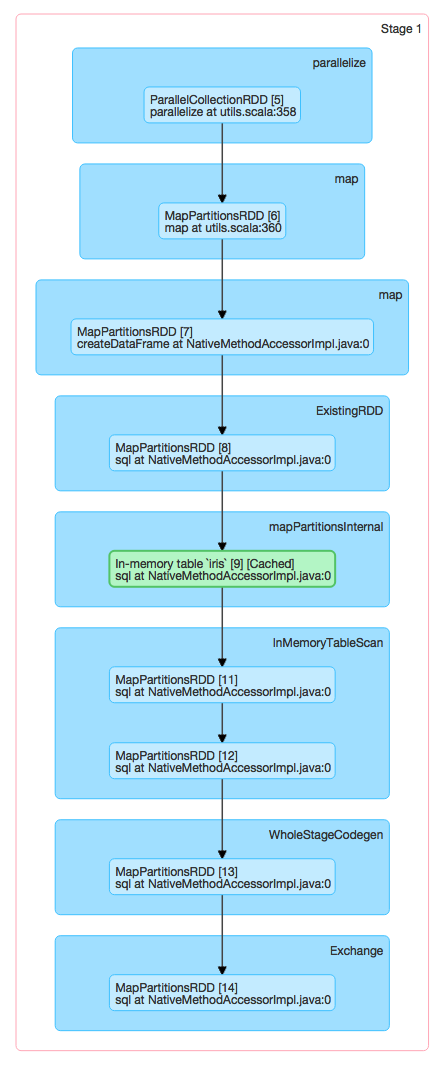 Stage 1
parallelize
ParallelCollectionRDD [5]
parallelize at utils.scala:358
map
MapPartitionsRDD [6]
map at utils.scala:360
map
MapPartitionsRDD [7]
createDataFrame at NativeMethodAccessorImpl.java:0
ExistingRDD
MapPartitionsRDD [8]
sql at NativeMethodAccessorImpl.java:0
mapPartitionsInternal
In-memory table `iris` [9] [Cached]
sql at NativeMethodAccessorImpl.java:0
InMemoryTableScan
MapPartitionsRDD [11]
sql at NativeMethodAccessorImpl.java:0
MapPartitionsRDD [12]
sql at NativeMethodAccessorImpl.java:0
WholeStageCodegen
MapPartitionsRDD [13]
sql at NativeMethodAccessorImpl.java:0
Exchange
MapPartitionsRDD [14]
sql at NativeMethodAccessorImpl.java:0